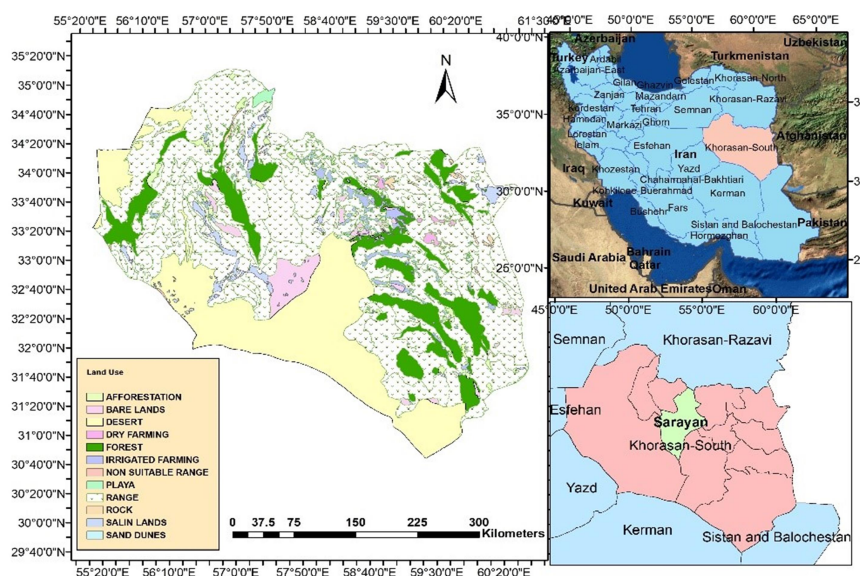 55°20'0"E 56°10'0"E 57°0'0"E 57°50'0"E 58°40'0"E 59°30'0"E 60°20'0"E
35°20'0"N
35°0'0"N
34°40'0"N
34°20'0"N
34°0'0"N
33°40'0"N
33°20'0"N
33°0'0"N
32°40'0"N
32°20'0"N
32°0'0"N
31°40'0"N
31°20'0"N
31°0'0"N
30°40'0"N
30°20'0"N
30°0'0"N
29°40'0"N
N
Land Use
AFFORESTATION
BARE LANDS
DESERT
DRY FARMING
FOREST
IRRIGATED FARMING
NON SUITABLE RANGE
PLAYA
RANGE
ROCK
SALIN LANDS
SAND DUNES
0 37.5 75 150 225 300
Kilometers
55°20'0"E 56°10'0"E 57°0'0"E 57°50'0"E 58°40'0"E 59°30'0"E 60°20'0"E
50°0'0"E 55°0'0"E 60°0'0"E
40°0'0"N
35°0'0"N
30°0'0"N
25°0'0"N
Azerbaijan
Uzbekistan
Turkey
Ardabil
Turkmenistan
Azarbaijan-East
Gilan
Ghazvin
Golestan
Khorasan-North
Zanjan
Mazandarn
Khorasan-Razavi
Kordestan
Tehran
Semnan
Hamedan
Markazi
Ghom
Afghanistan
Lorestan
Ielam
Esfehan
Khorasan-South
Iran
Iraq
Khozestan
Yazd
Chaharmahal-Bakhtiari
Kohkiloe-Buerahmad
Kerman
Kuwait
Bushehr
Fars
Sistan and Balochestan
Pakistan
Hormozghan
Saudi Arabia
Bahrain
Qatar
United Arab Emirates
Oman
50°0'0"E 55°0'0"E 60°0'0"E
Semnan
Khorasan-Razavi
Esfehan
Sarayan
Khorasan-South
Yazd
Kerman
Sistan and Balochestan